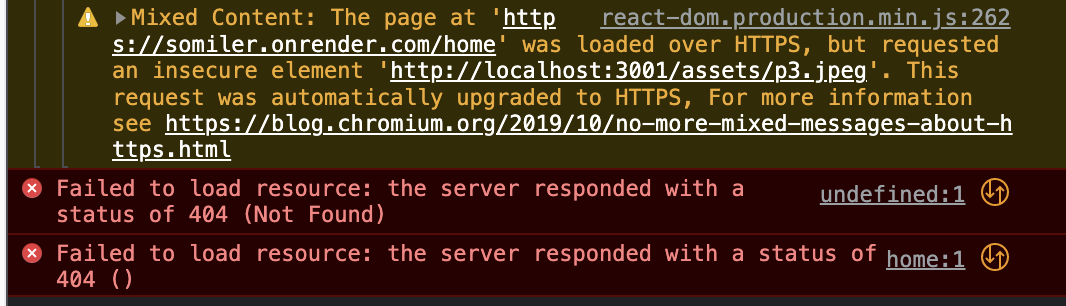 Mixed Content: The page at 'http react-dom.production.min.js:262
s://somiler.onrender.com/home' was loaded over HTTPS, but requested
an insecure element 'http://localhost:3001/assets/p3.jpeg'. This
request was automatically upgraded to HTTPS, For more information
see https://blog.chromium.org/2019/10/no-more-mixed-messages-about-h
ttps.html
Failed to load resource: the server responded with a undefined:1
status of 404 (Not Found)
Failed to load resource: the server responded with a status of home:1
404 ()